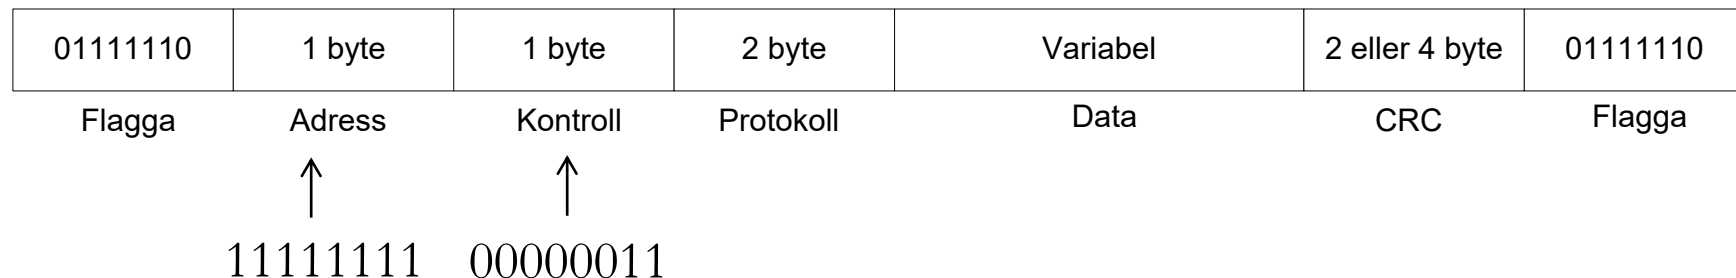 01111110 1 byte 1 byte 2 byte Variabel 2 eller 4 byte 01111110
Flagga Adress Kontroll Protokoll Data CRC Flagga
11111111 00000011